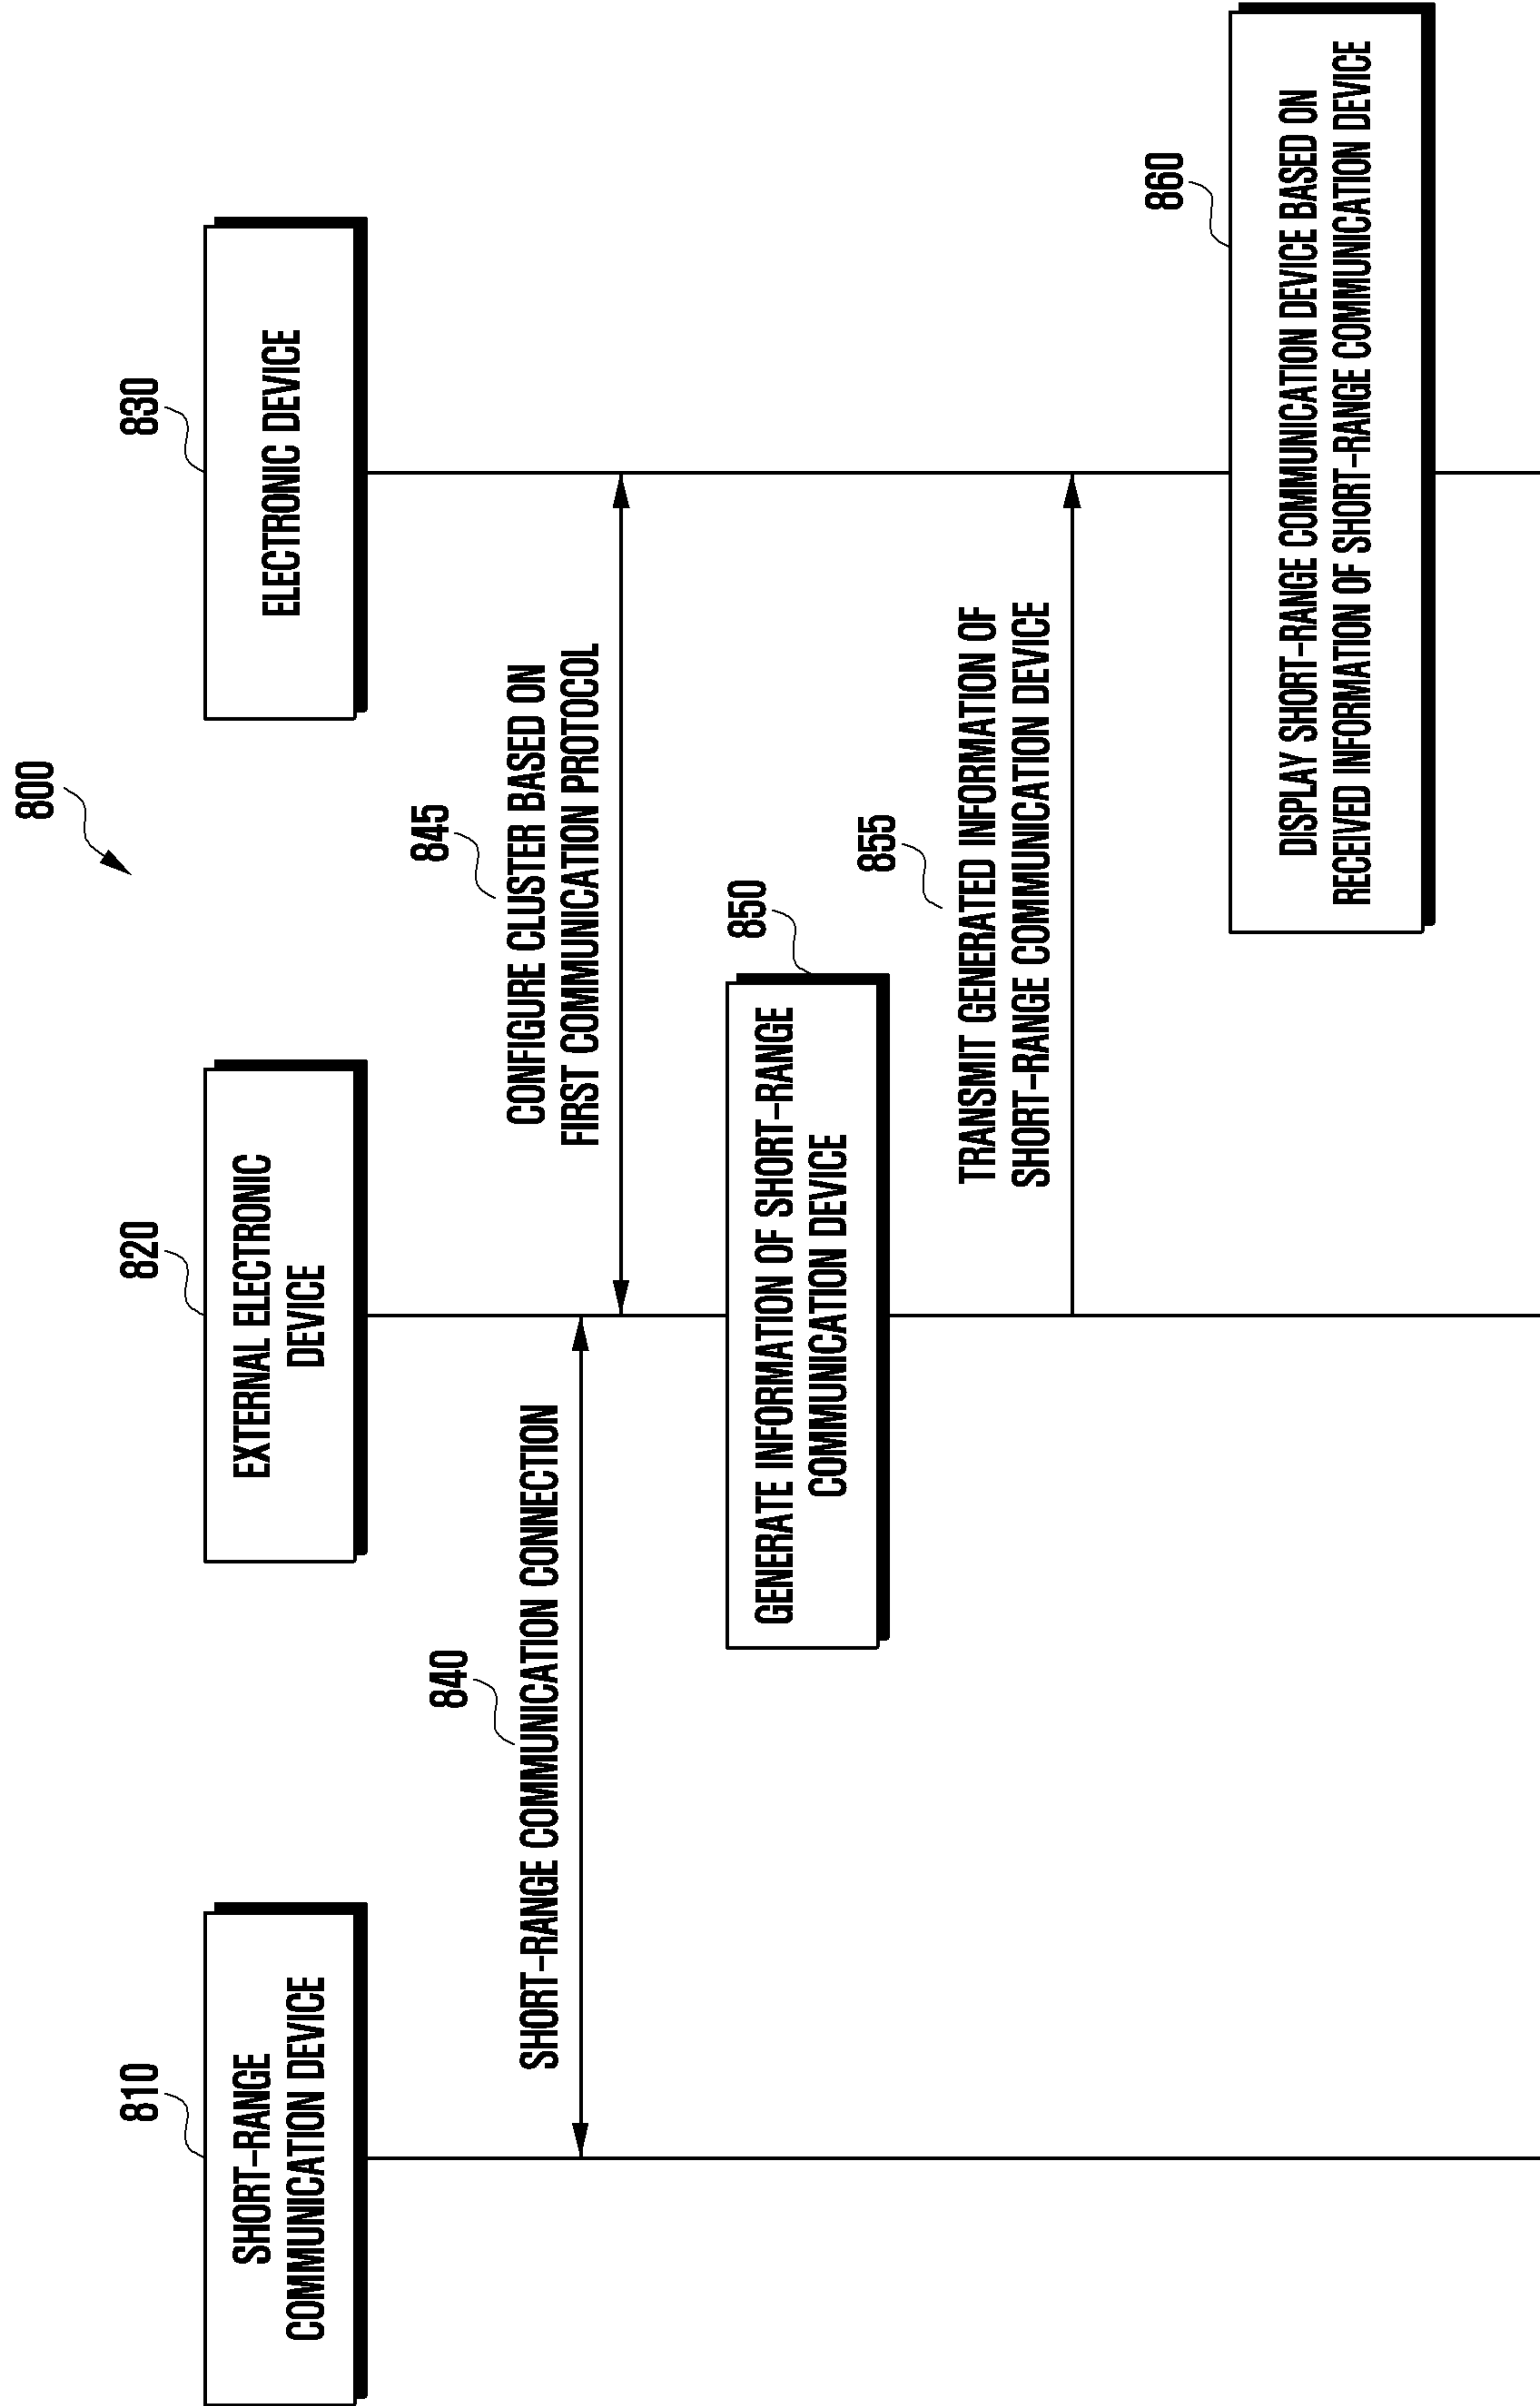 800
810
SHORT-RANGE
COMMUNICATION DEVICE
820
EXTERNAL ELECTRONIC
DEVICE
830
ELECTRONIC DEVICE
840
SHORT-RANGE COMMUNICATION CONNECTION
845
CONFIGURE CLUSTER BASED ON
FIRST COMMUNICATION PROTOCOL
850
GENERATE INFORMATION OF SHORT-RANGE
COMMUNICATION DEVICE
855
TRANSMIT GENERATED INFORMATION OF
SHORT-RANGE COMMUNICATION DEVICE
860
DISPLAY SHORT-RANGE COMMUNICATION DEVICE BASED ON
RECEIVED INFORMATION OF SHORT-RANGE COMMUNICATION DEVICE